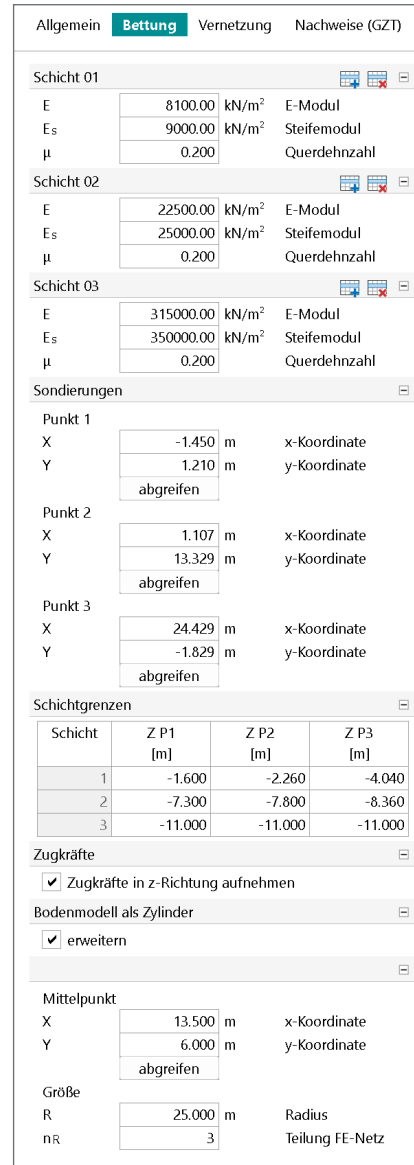 Allgemein Bettung Vernetzung Nachweise (GZT)
Schicht 01
E 8100.00 kN/m² E-Modul
Es 9000.00 kN/m² Steifemodul
μ 0.200 Querdehnzahl
Schicht 02
E 22500.00 kN/m² E-Modul
Es 25000.00 kN/m² Steifemodul
μ 0.200 Querdehnzahl
Schicht 03
E 315000.00 kN/m² E-Modul
Es 350000.00 kN/m² Steifemodul
μ 0.200 Querdehnzahl
Sondierungen
Punkt 1
X -1.450 m x-Koordinate
Y 1.210 m y-Koordinate
abgreifen
Punkt 2
X 1.107 m x-Koordinate
Y 13.329 m y-Koordinate
abgreifen
Punkt 3
X 24.429 m x-Koordinate
Y -1.829 m y-Koordinate
abgreifen
Schichtgrenzen
Schicht Z P1 Z P2 Z P3
[m] [m] [m]
1 -1.600 -2.260 -4.040
2 -7.300 -7.800 -8.360
3 -11.000 -11.000 -11.000
Zugkräfte
Zugkräfte in z-Richtung aufnehmen
Bodenmodell als Zylinder
erweitern
Mittelpunkt
X 13.500 m x-Koordinate
Y 6.000 m y-Koordinate
abgreifen
Größe
R 25.000 m Radius
nR 3 Teilung FE-Netz